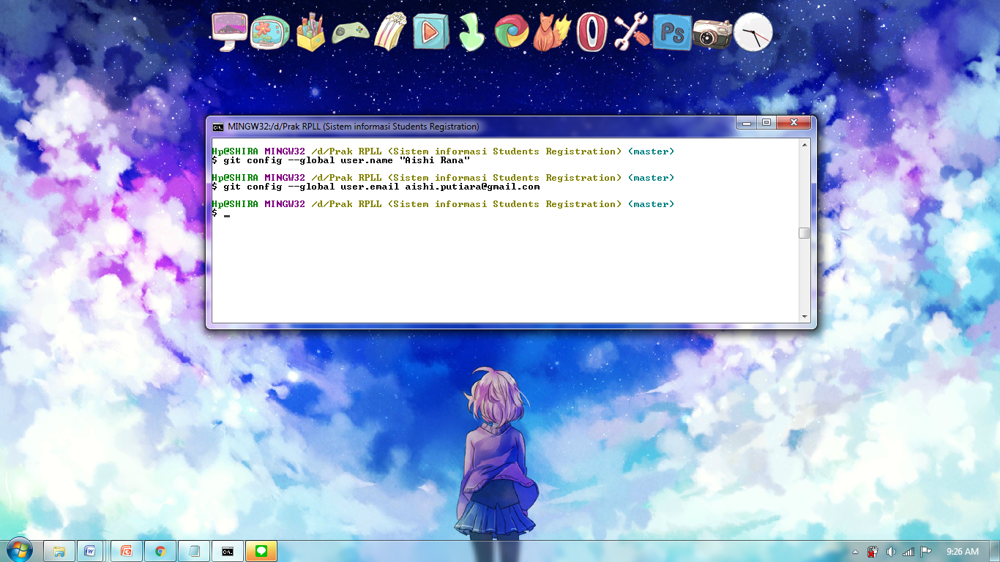 Ps
MINGW32:/d/Prak RPLL (Sistem informasi Students Registration)
Hp@SHIRA MINGW32 /d/Prak RPLL (Sistem informasi Students Registration) (master)
$ git config --global user.name "Aishi Rana"
Hp@SHIRA MINGW32 /d/Prak RPLL (Sistem informasi Students Registration) (master)
$ git config --global user.email aishi.putiara@gmail.com
Hp@SHIRA MINGW32 /d/Prak RPLL (Sistem informasi Students Registration) (master)
$
9:26 AM